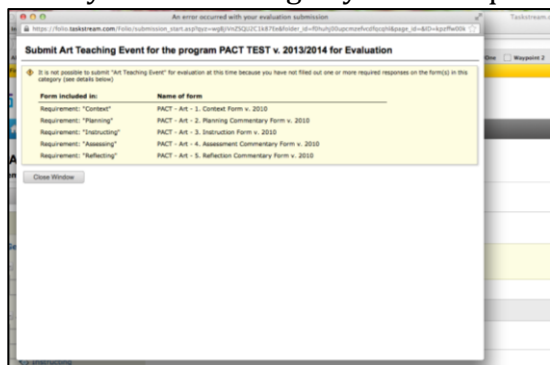 An error occurred with your evaluation submission
Taskstream.c
Submit Art Teaching Event for the program PACT TEST v. 2013/2014 for Evaluation
One
Waypoint 2
It is not possible to submit "Art Teaching Event" for evaluation at this time because you have not filled out one or more required responses on the form(s) in this
category (see details below)
Form included in: Name of form
Requirement: "Context" PACT - Art - 1. Context Form v. 2010
Requirement: "Planning" PACT - Art - 2. Planning Commentary Form v. 2010
Requirement: "Instructing" PACT - Art - 3. Instruction Form v. 2010
Requirement: "Assessing" PACT - Art - 4. Assessment Commentary Form v. 2010
Requirement: "Reflecting" PACT - Art - 5. Reflection Commentary Form v. 2010
Close Window
Instructing